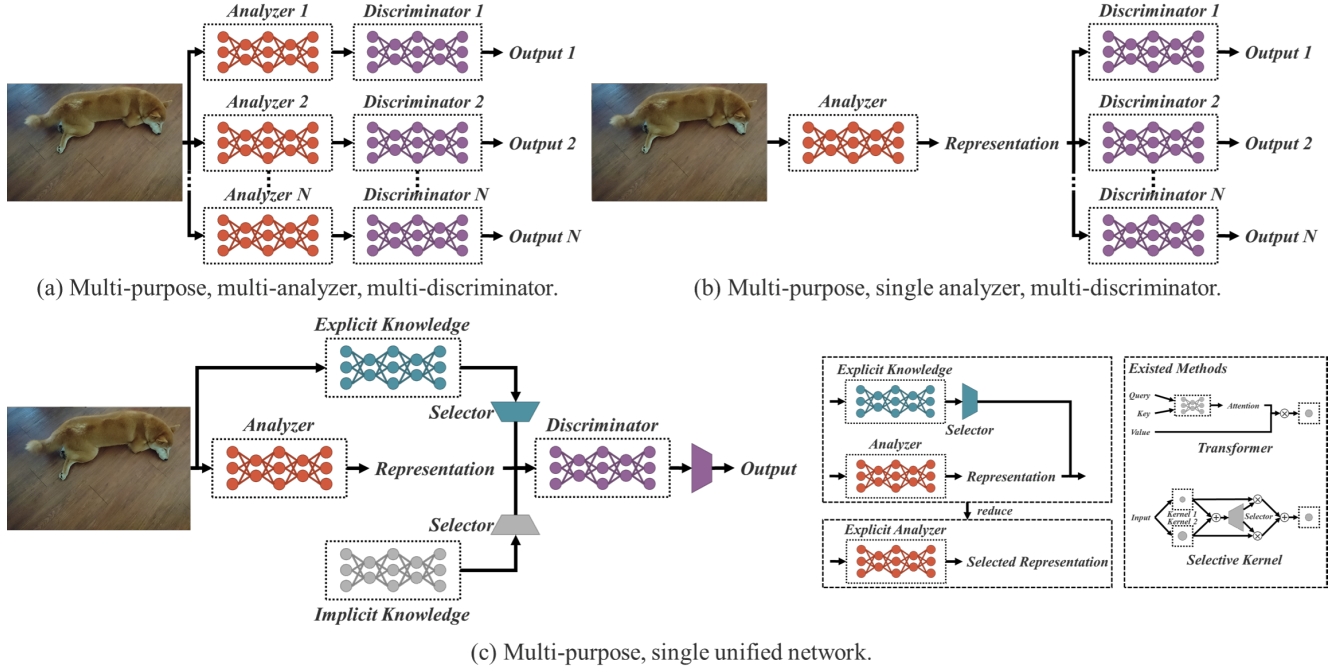 Analyzer 1
Discriminator 1
Output 1
Analyzer 2
Discriminator 2
Output 2
Analyzer N
Discriminator N
Output N
(a) Multi-purpose, multi-analyzer, multi-discriminator.
Analyzer
Representation
Discriminator 1
Output 1
Discriminator 2
Output 2
Discriminator N
Output N
(b) Multi-purpose, single analyzer, multi-discriminator.
Explicit Knowledge
Selector
Analyzer
Representation
Discriminator
Output
Selector
Implicit Knowledge
Explicit Knowledge
Selector
Analyzer
Representation
reduce
Explicit Analyzer
Selected Representation
Existed Methods
Query
Key
Attention
Value
Transformer
Input
Kernel 1
Kernel 2
Selector
Selective Kernel
(c) Multi-purpose, single unified network.